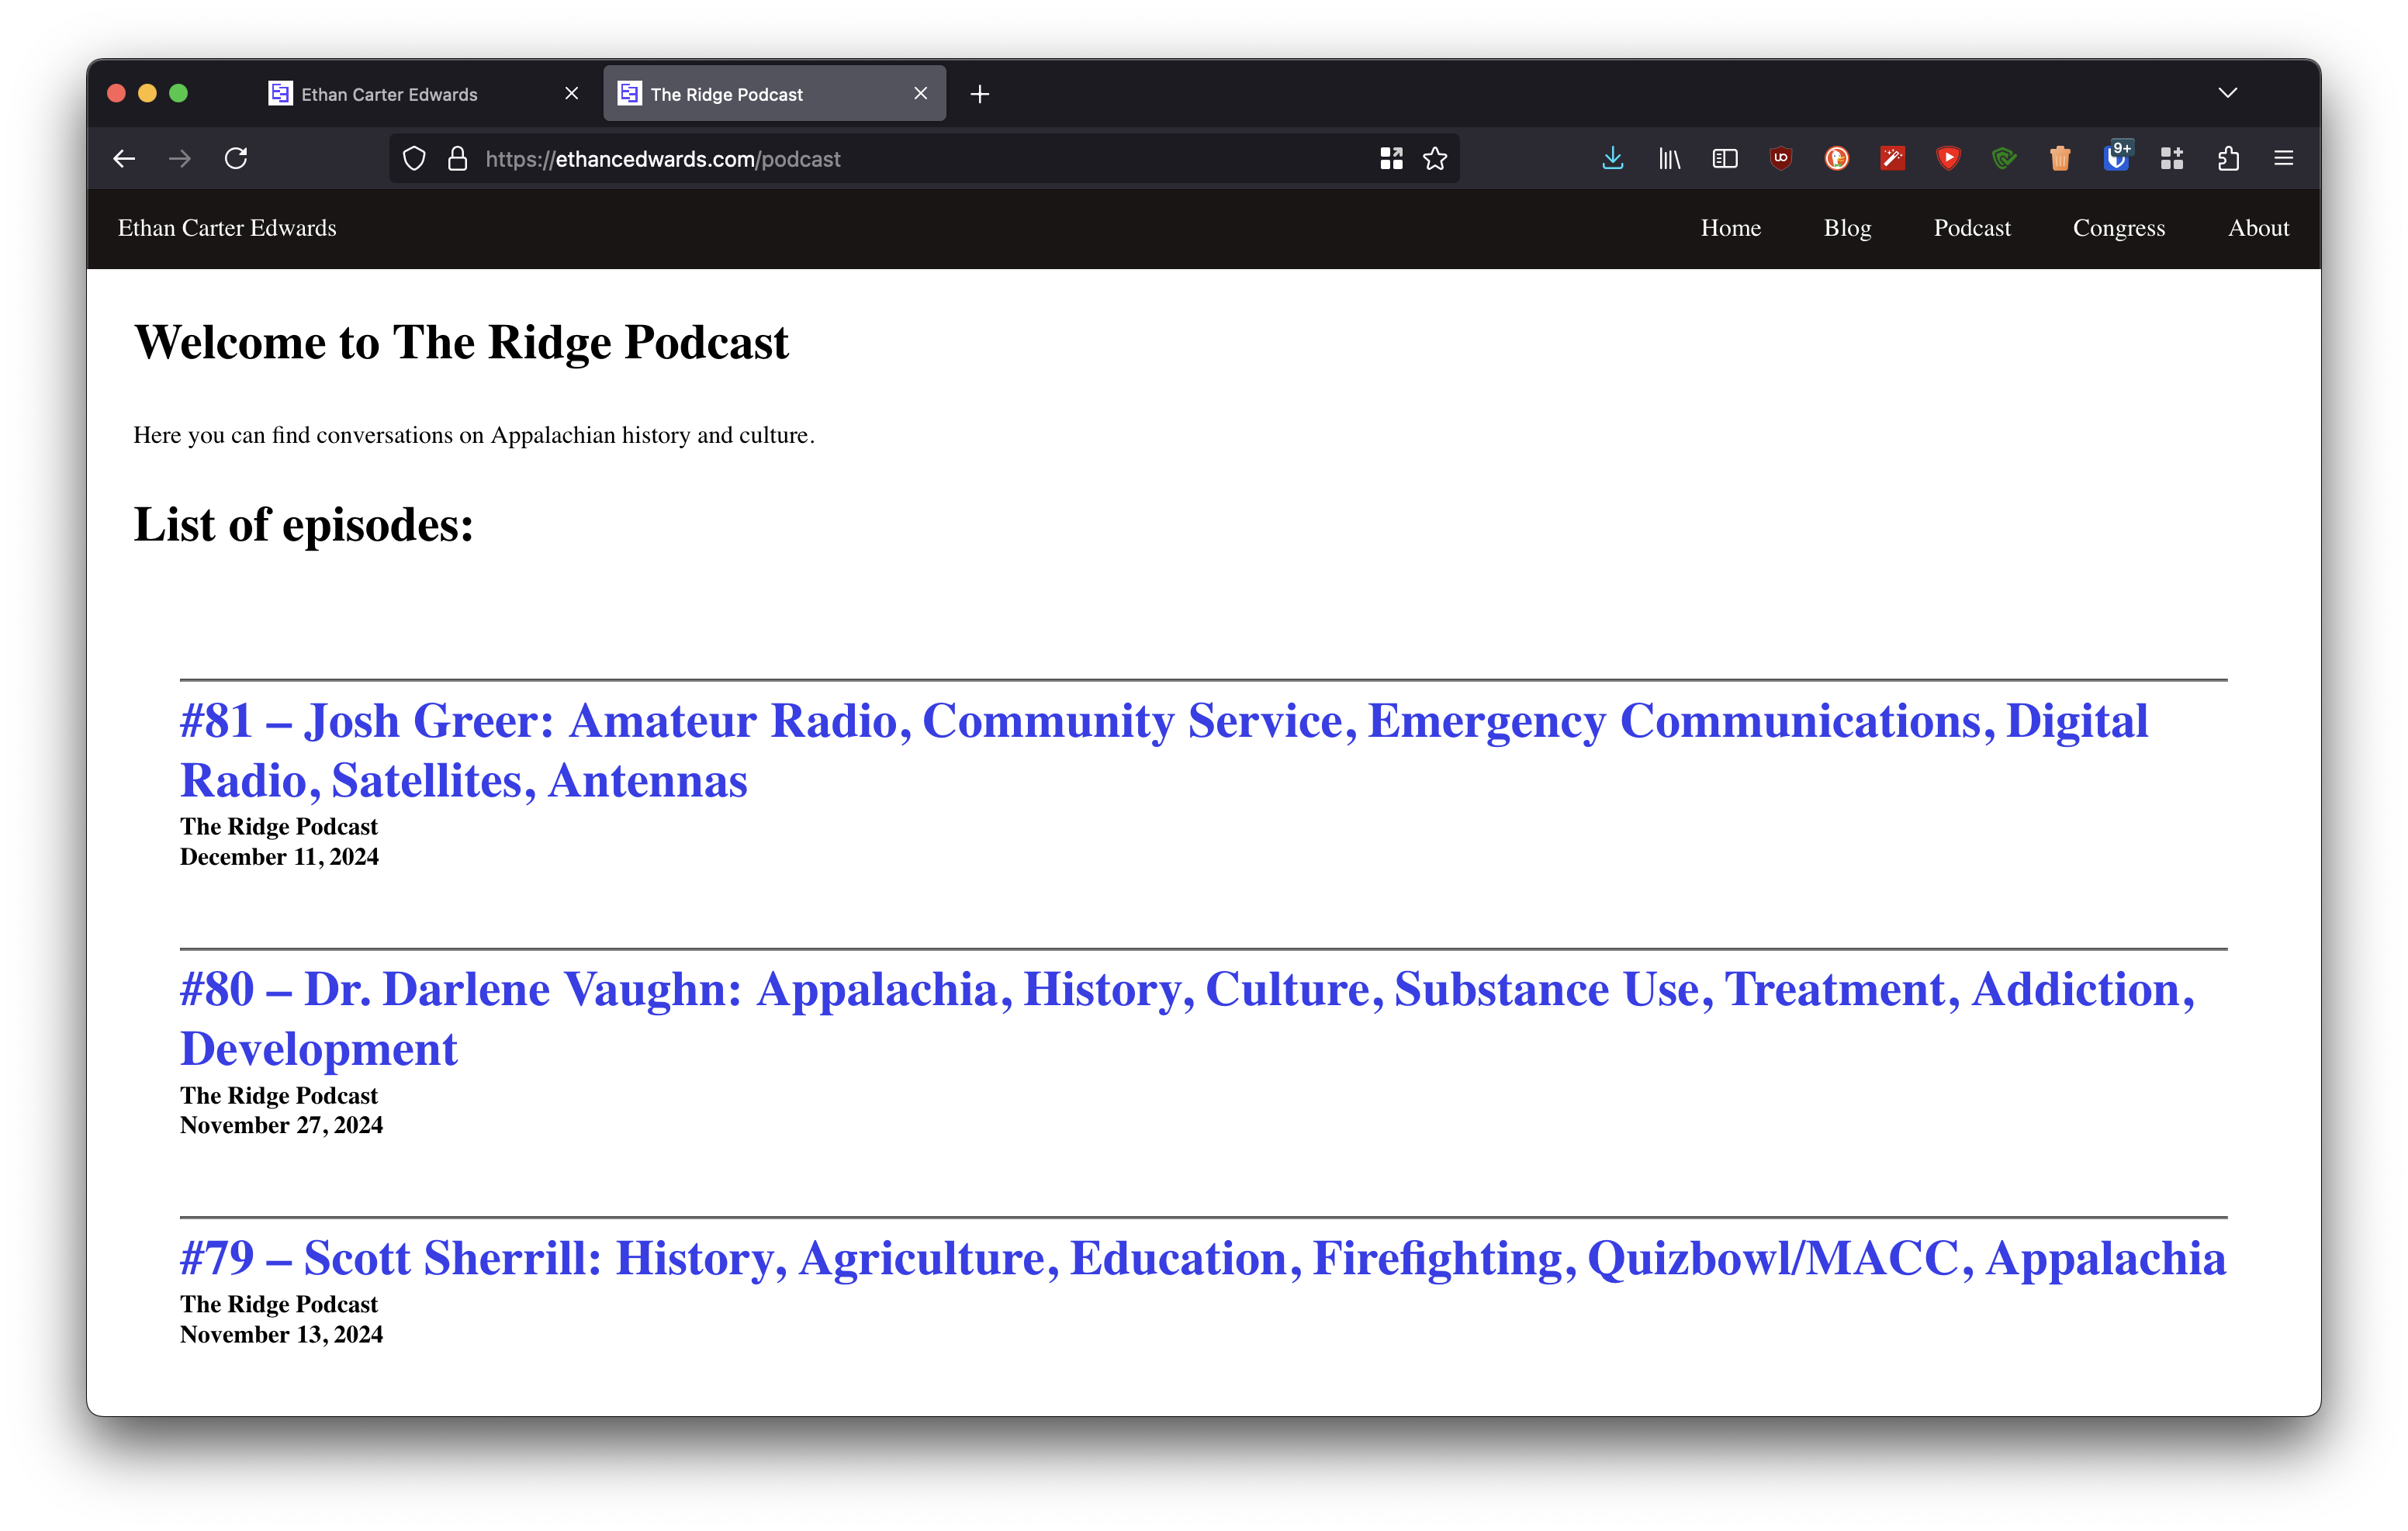 Ethan Carter Edwards
The Ridge Podcast
https://ethancedwards.com/podcast
9+
Ethan Carter Edwards
Home
Blog
Podcast
Congress
About
Welcome to The Ridge Podcast
Here you can find conversations on Appalachian history and culture.
List of episodes:
#81 – Josh Greer: Amateur Radio, Community Service, Emergency Communications, Digital
Radio, Satellites, Antennas
The Ridge Podcast
December 11, 2024
#80 – Dr. Darlene Vaughn: Appalachia, History, Culture, Substance Use, Treatment, Addiction,
Development
The Ridge Podcast
November 27, 2024
#79 – Scott Sherrill: History, Agriculture, Education, Firefighting, Quizbowl/MACC, Appalachia
The Ridge Podcast
November 13, 2024